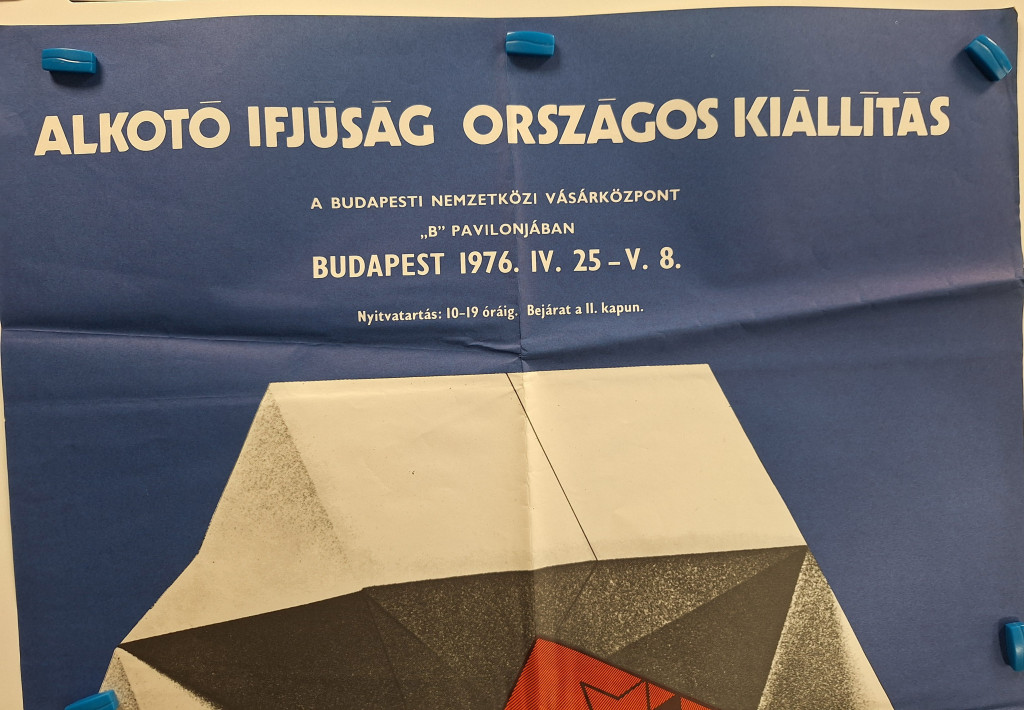 ALKOTÓ IFJÚSÁG ORSZÁGOS KIÁLLÍTÁS
A BUDAPESTI NEMZETKÖZI VÁSÁRKÖZPONT
„B” PAVILONJÁBAN
BUDAPEST 1976. IV. 25 – V. 8.
Nyitvatartás: 10–19 óráig. Bejárat a II. kapun.